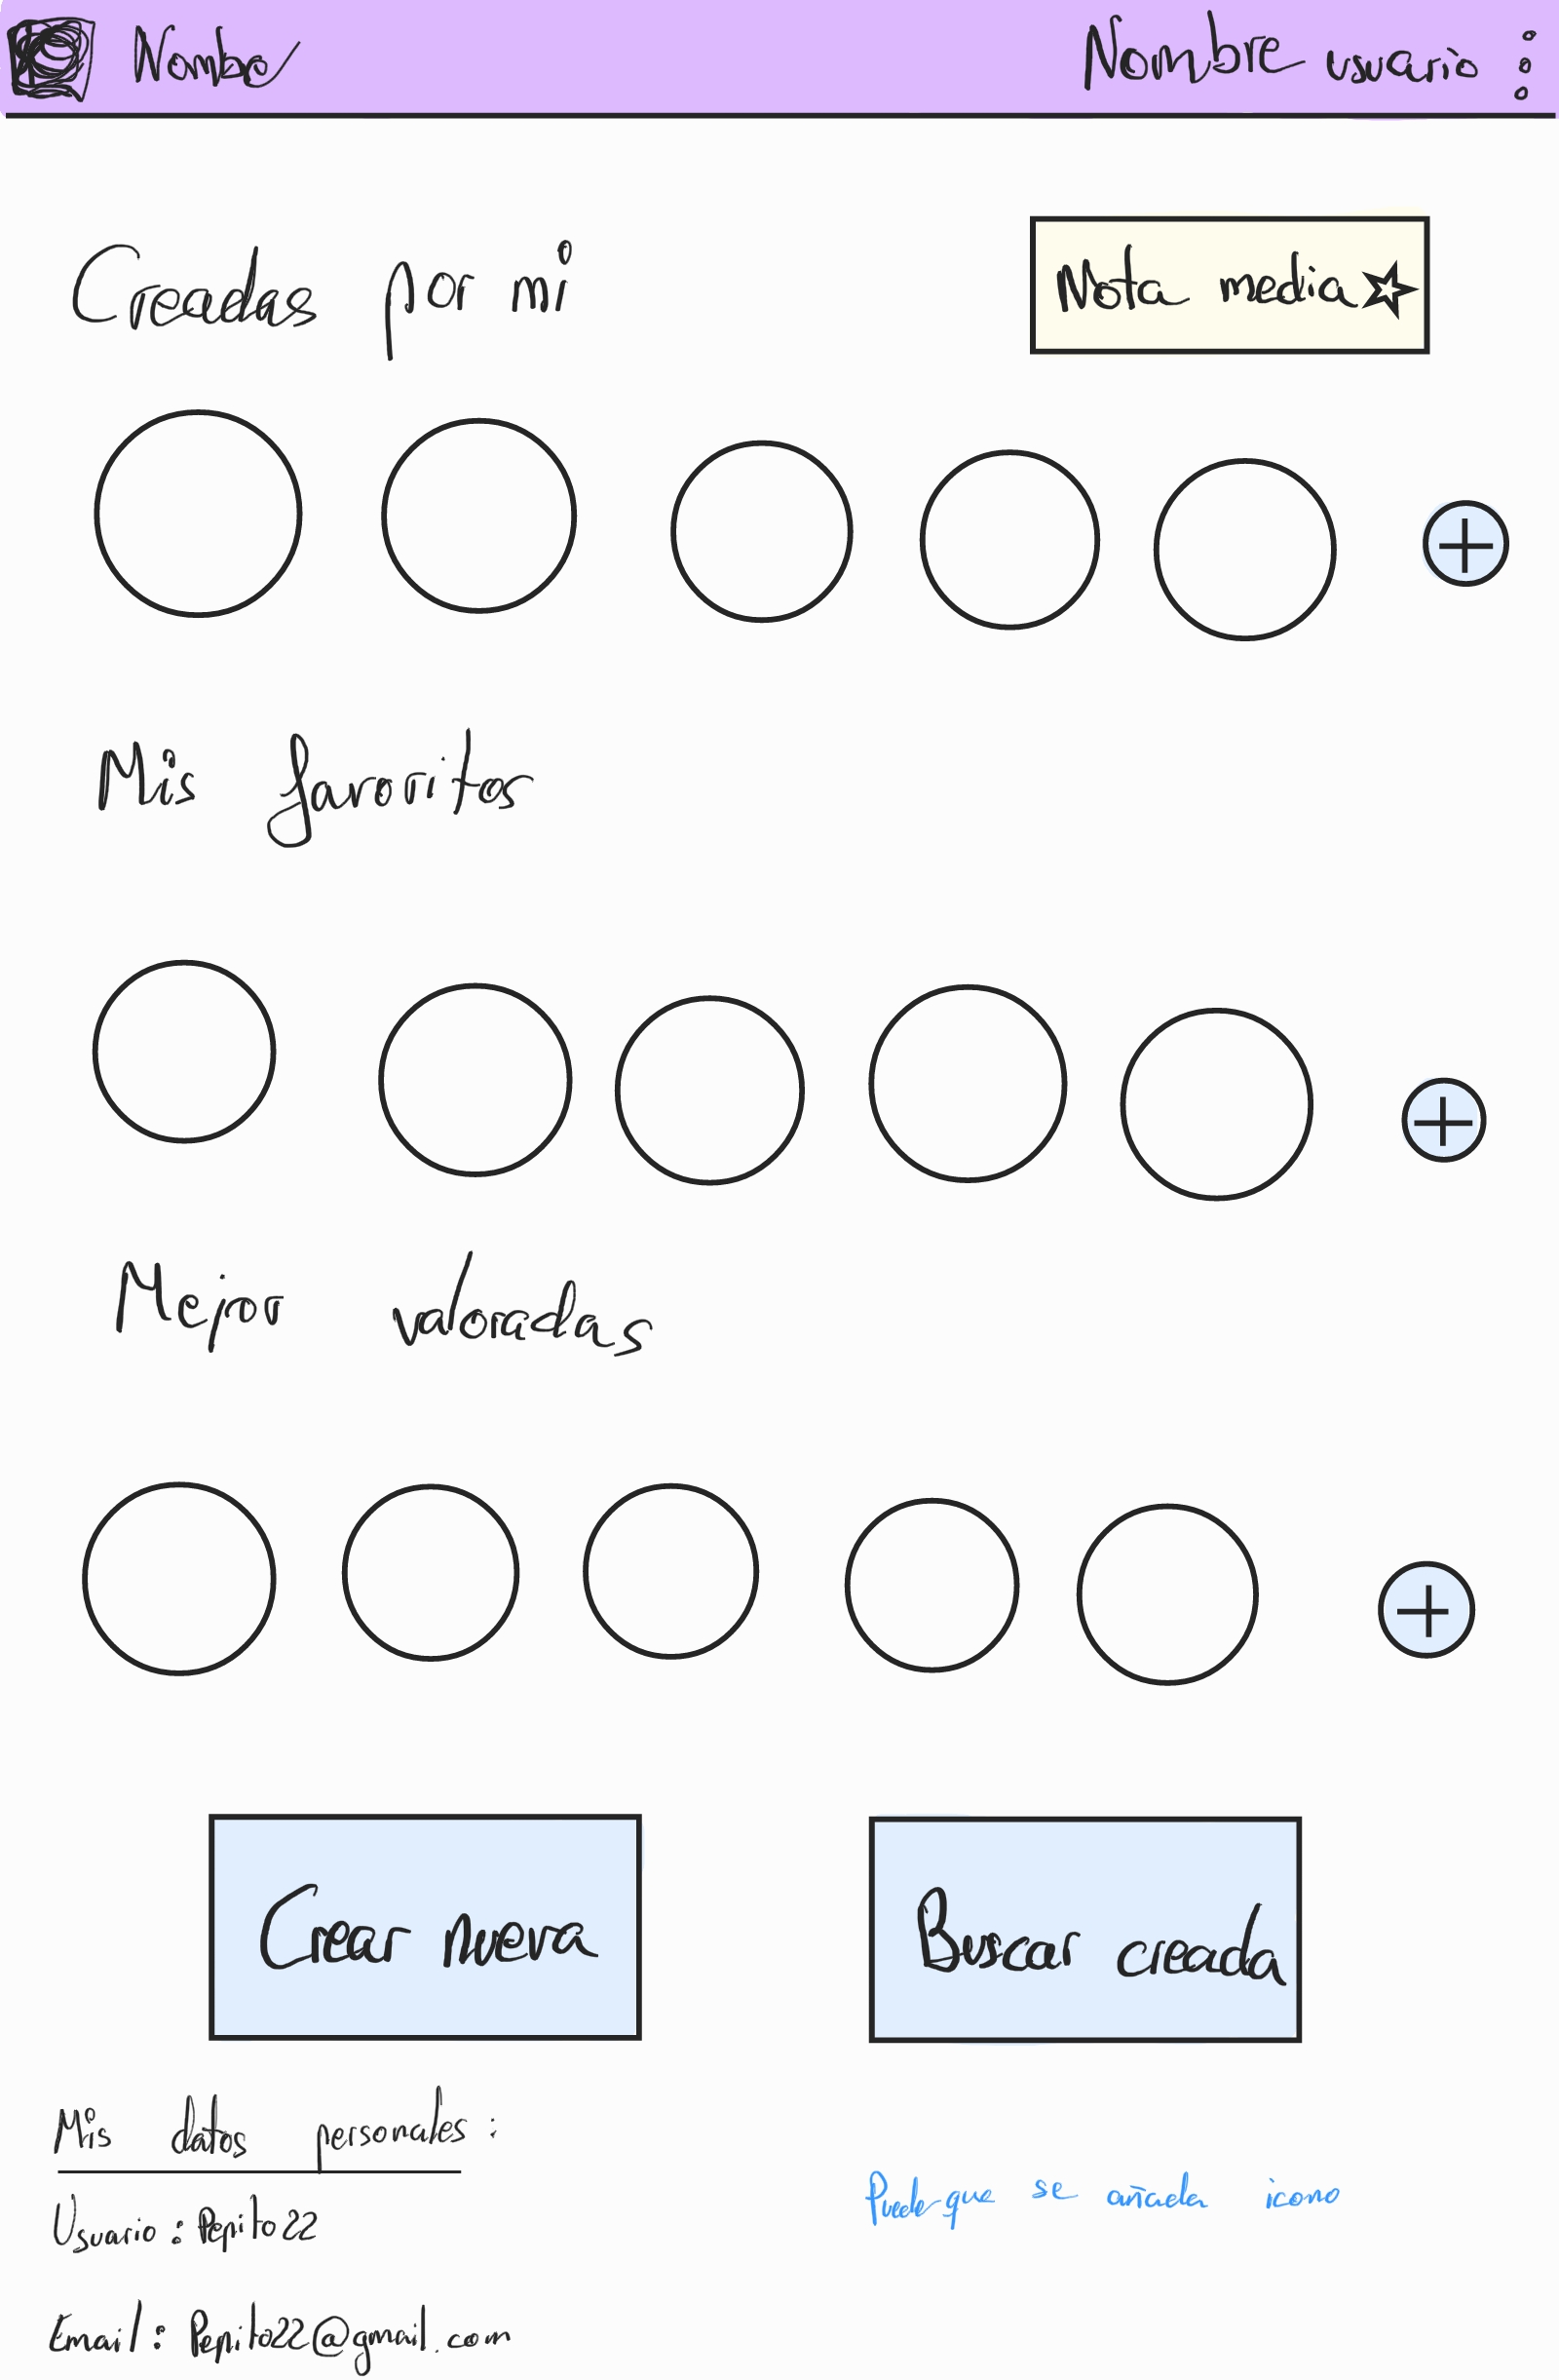 Nombre usuario
Creadas por mi
Nota media
Mis favoritos
Mejor valoradas
Crear nueva
Buscar creada
Mis datos personales:
Usuario: Pepito22
Puede que se añada icono
Email: Pepito22@gmail.com